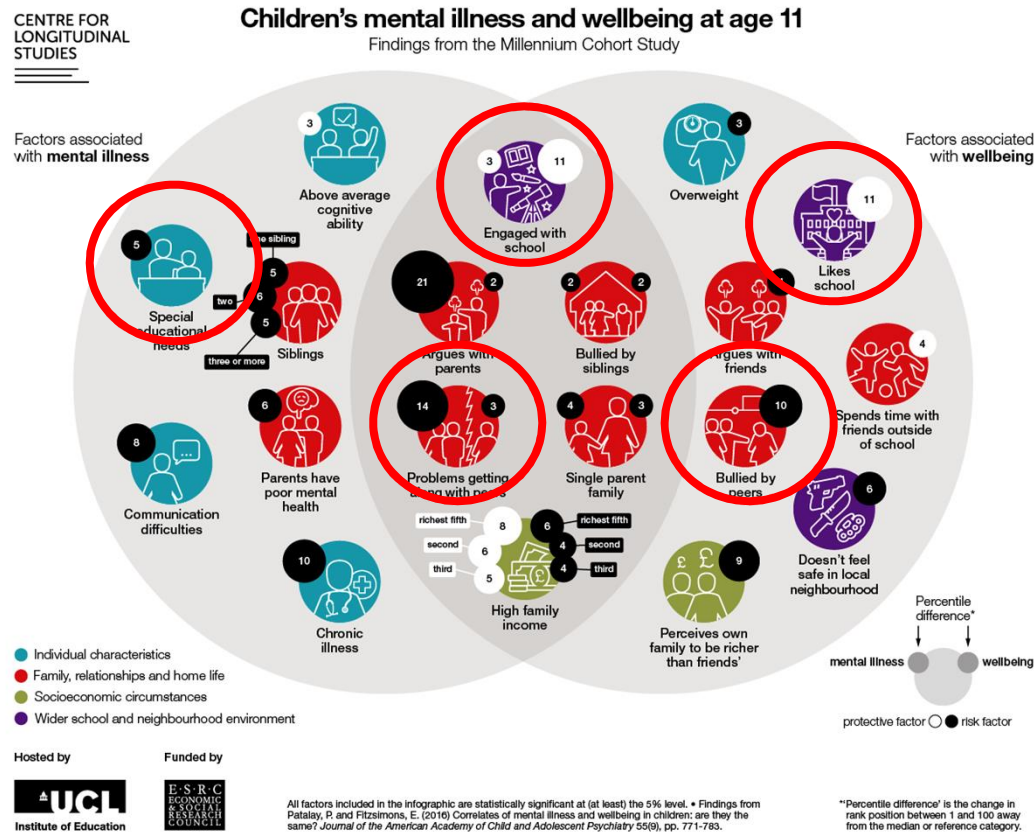 CENTRE FOR
LONGITUDINAL
STUDIES
Children's mental illness and wellbeing at age 11
Findings from the Millennium Cohort Study
Factors associated
with mental illness
Factors associated
with wellbeing
3
Above average
cognitive
ability
3
11
Engaged with
school
3
Overweight
11
Likes
school
5
Special
educational
needs
one sibling
5
two
6
5
three or more
Siblings
21
2
Argues with
parents
2
2
Bullied by
siblings
Argues with
friends
4
Spends time with
friends outside
of school
8
Communication
difficulties
6
Parents have
poor mental
health
14
3
Problems getting
along with peers
4
3
Single parent
family
10
Bullied by
peers
6
Doesn't feel
safe in local
neighbourhood
10
Chronic
illness
richest fifth
8
6
richest fifth
second
6
4
second
third
5
4
third
£
High family
income
£ £
9
Perceives own
family to be richer
than friends'
Percentile
difference*
mental illness
wellbeing
protective factor
risk factor
Individual characteristics
Family, relationships and home life
Socioeconomic circumstances
Wider school and neighbourhood environment
Hosted by
UCL
Institute of Education
Funded by
E·S·R·C
ECONOMIC
& SOCIAL
RESEARCH
COUNCIL
All factors included in the infographic are statistically significant at (at least) the 5% level. • Findings from
Patalay, P. and Fitzsimons, E. (2016) Correlates of mental illness and wellbeing in children: are they the
same? Journal of the American Academy of Child and Adolescent Psychiatry 55(9), pp. 771-783.
*'Percentile difference' is the change in
rank position between 1 and 100 away
from the median or reference category.